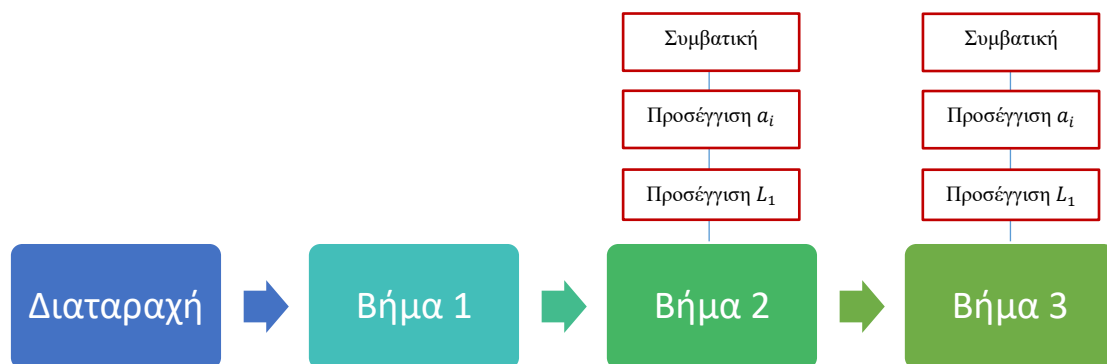 Συμβατική
Συμβατική
Προσέγγιση a_i
Προσέγγιση a_i
Προσέγγιση L_1
Προσέγγιση L_1
Διαταραχή
Βήμα 1
Βήμα 2
Βήμα 3